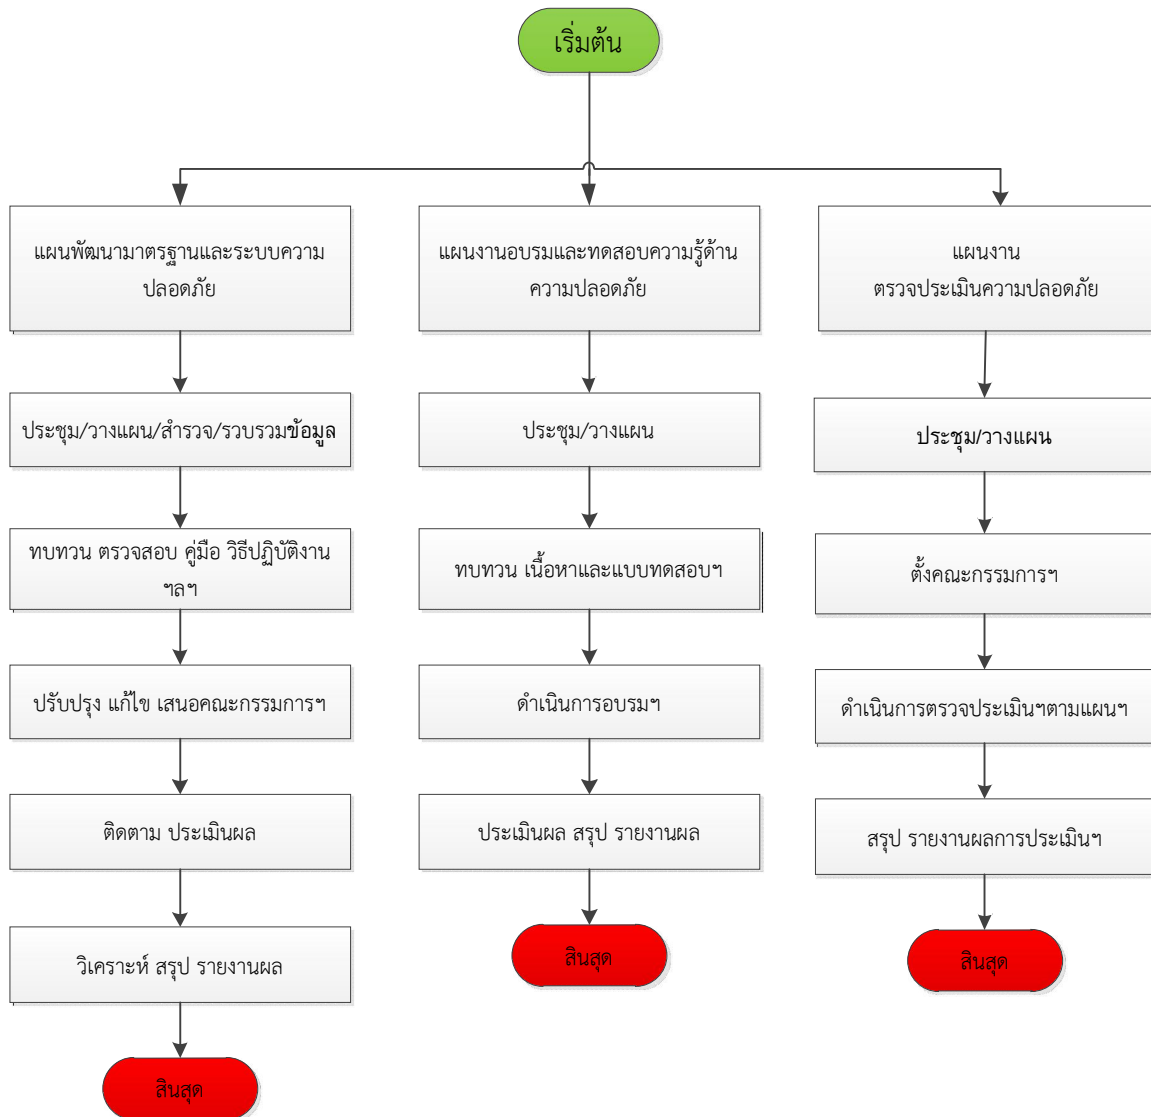 เริ่มต้น
แผนพัฒนามาตรฐานและระบบความ
ปลอดภัย
ประชุม/วางแผน/สำรวจ/รวบรวมข้อมูล
ทบทวน ตรวจสอบ คู่มือ วิธีปฏิบัติงาน
ฯลฯ
ปรับปรุง แก้ไข เสนอคณะกรรมการฯ
ติดตาม ประเมินผล
วิเคราะห์ สรุป รายงานผล
สิ้นสุด
แผนงานอบรมและทดสอบความรู้ด้าน
ความปลอดภัย
ประชุม/วางแผน
ทบทวน เนื้อหาและแบบทดสอบฯ
ดำเนินการอบรมฯ
ประเมินผล สรุป รายงานผล
สิ้นสุด
แผนงาน
ตรวจประเมินความปลอดภัย
ประชุม/วางแผน
ตั้งคณะกรรมการฯ
ดำเนินการตรวจประเมินฯตามแผนฯ
สรุป รายงานผลการประเมินฯ
สิ้นสุด